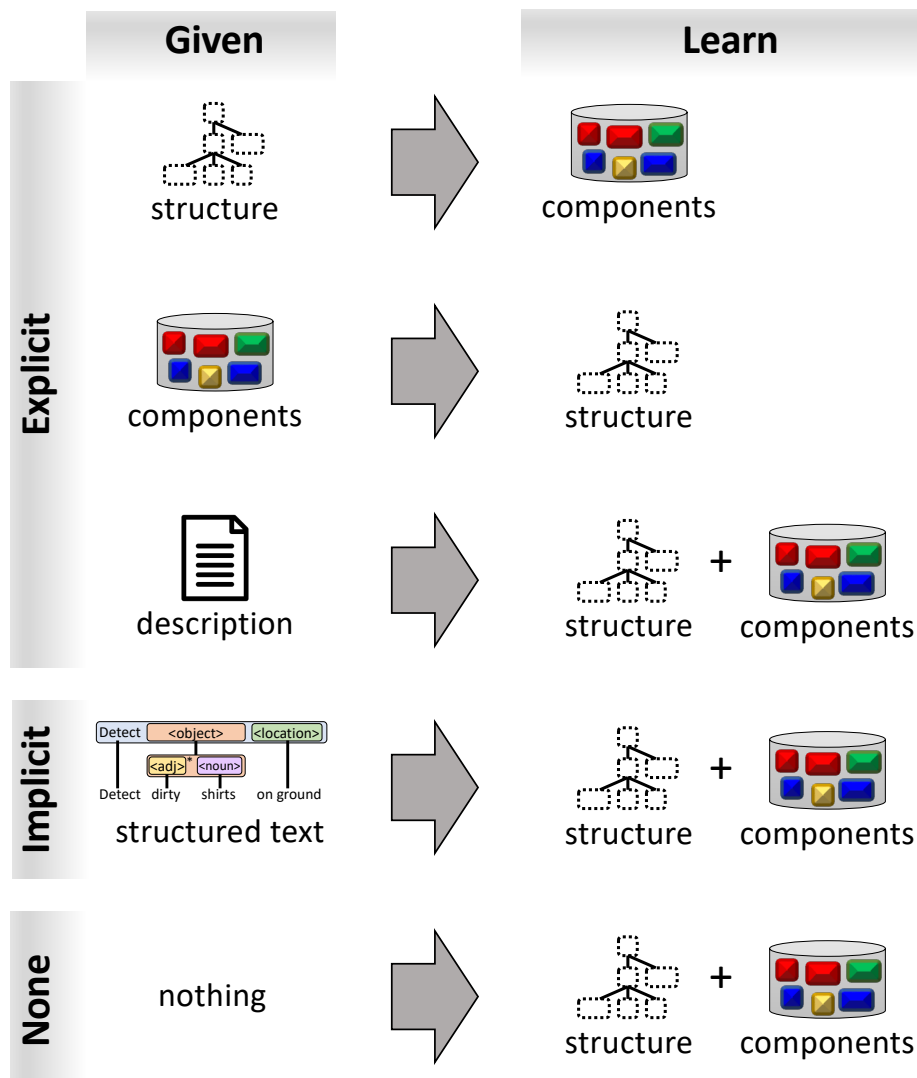 Given
Learn
Explicit
structure
components
components
structure
description
structure
+
components
Implicit
Detect <object> <location>
<adj>* <noun>
Detect dirty shirts on ground
structured text
structure
+
components
None
nothing
structure
+
components